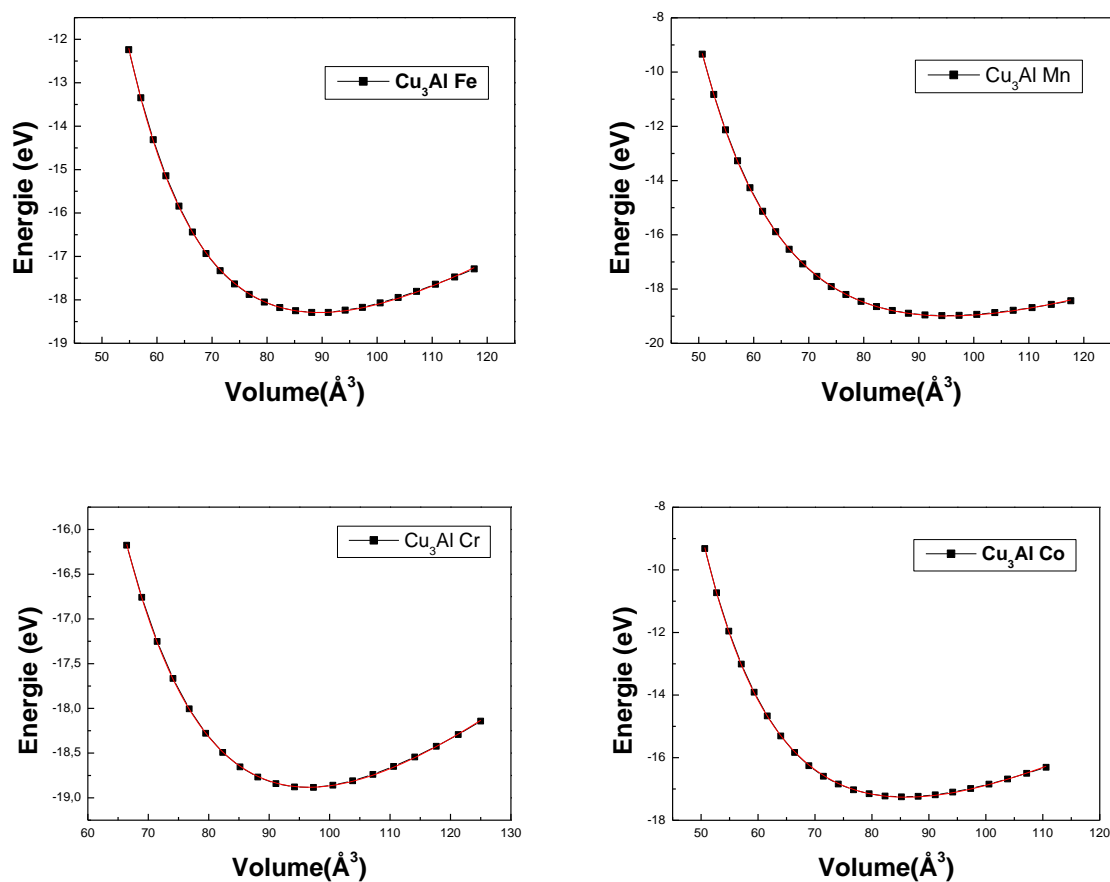 -12
-13
-14
-15
-16
-17
-18
-19
50 60 70 80 90 100 110 120
Energie (eV)
Volume(Å³)
Cu₃Al Fe
-8
-10
-12
-14
-16
-18
-20
50 60 70 80 90 100 110 120
Energie (eV)
Volume(Å³)
Cu₃Al Mn
-16,0
-16,5
-17,0
-17,5
-18,0
-18,5
-19,0
60 70 80 90 100 110 120 130
Energie (eV)
Volume(Å³)
Cu₃Al Cr
-8
-10
-12
-14
-16
-18
50 60 70 80 90 100 110 120
Energie (eV)
Volume(Å³)
Cu₃Al Co